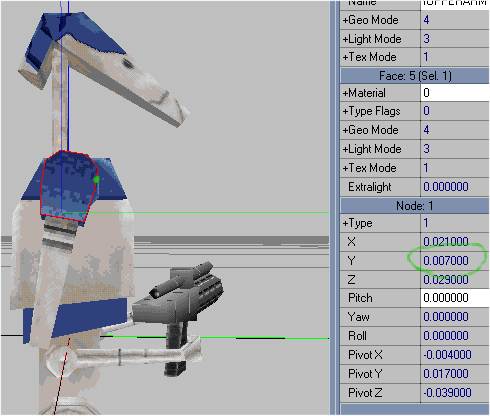 Name
+Geo Mode 4
+Light Mode 3
+Tex Mode 1
Face: 5 (Sel. 1)
+Material 0
+Type Flags 0
+Geo Mode 4
+Light Mode 3
+Tex Mode 1
Extralight 0.000000
Node: 1
+Type 1
X 0.021000
Y 0.007000
Z 0.029000
Pitch 0.000000
Yaw 0.000000
Roll 0.000000
Pivot X -0.004000
Pivot Y 0.017000
Pivot Z -0.039000